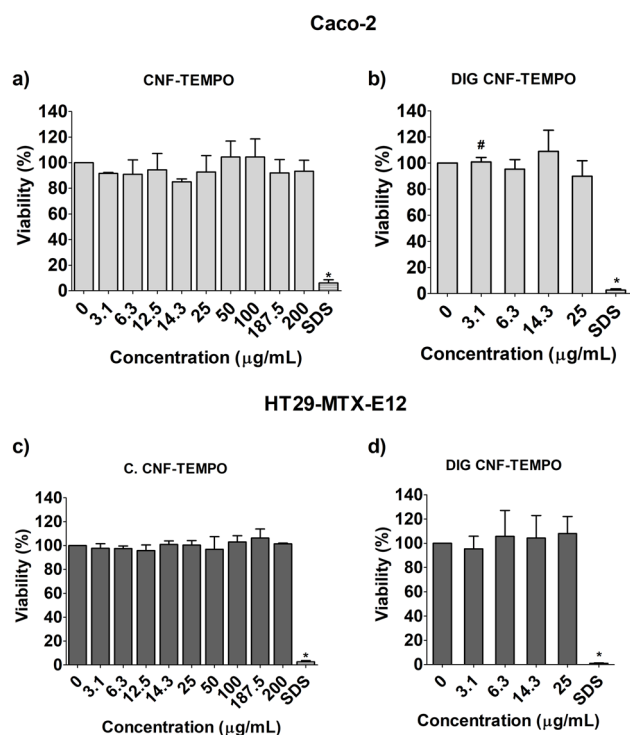 Caco-2
a)
CNF-TEMPO
Viability (%)
140
120
100
80
60
40
20
0
0 3.1 6.3 12.5 14.3 25 50 100 187.5 200 SDS
*
Concentration (μg/mL)
b)
DIG CNF-TEMPO
Viability (%)
140
120
100
80
60
40
20
0
#
*
0 3.1 6.3 14.3 25 SDS
Concentration (μg/mL)
HT29-MTX-E12
c)
C. CNF-TEMPO
Viability (%)
140
120
100
80
60
40
20
0
*
0 3.1 6.3 12.5 14.3 25 50 100 187.5 200 SDS
Concentration (μg/mL)
d)
DIG CNF-TEMPO
Viability (%)
140
120
100
80
60
40
20
0
*
0 3.1 6.3 14.3 25 SDS
Concentration (μg/mL)